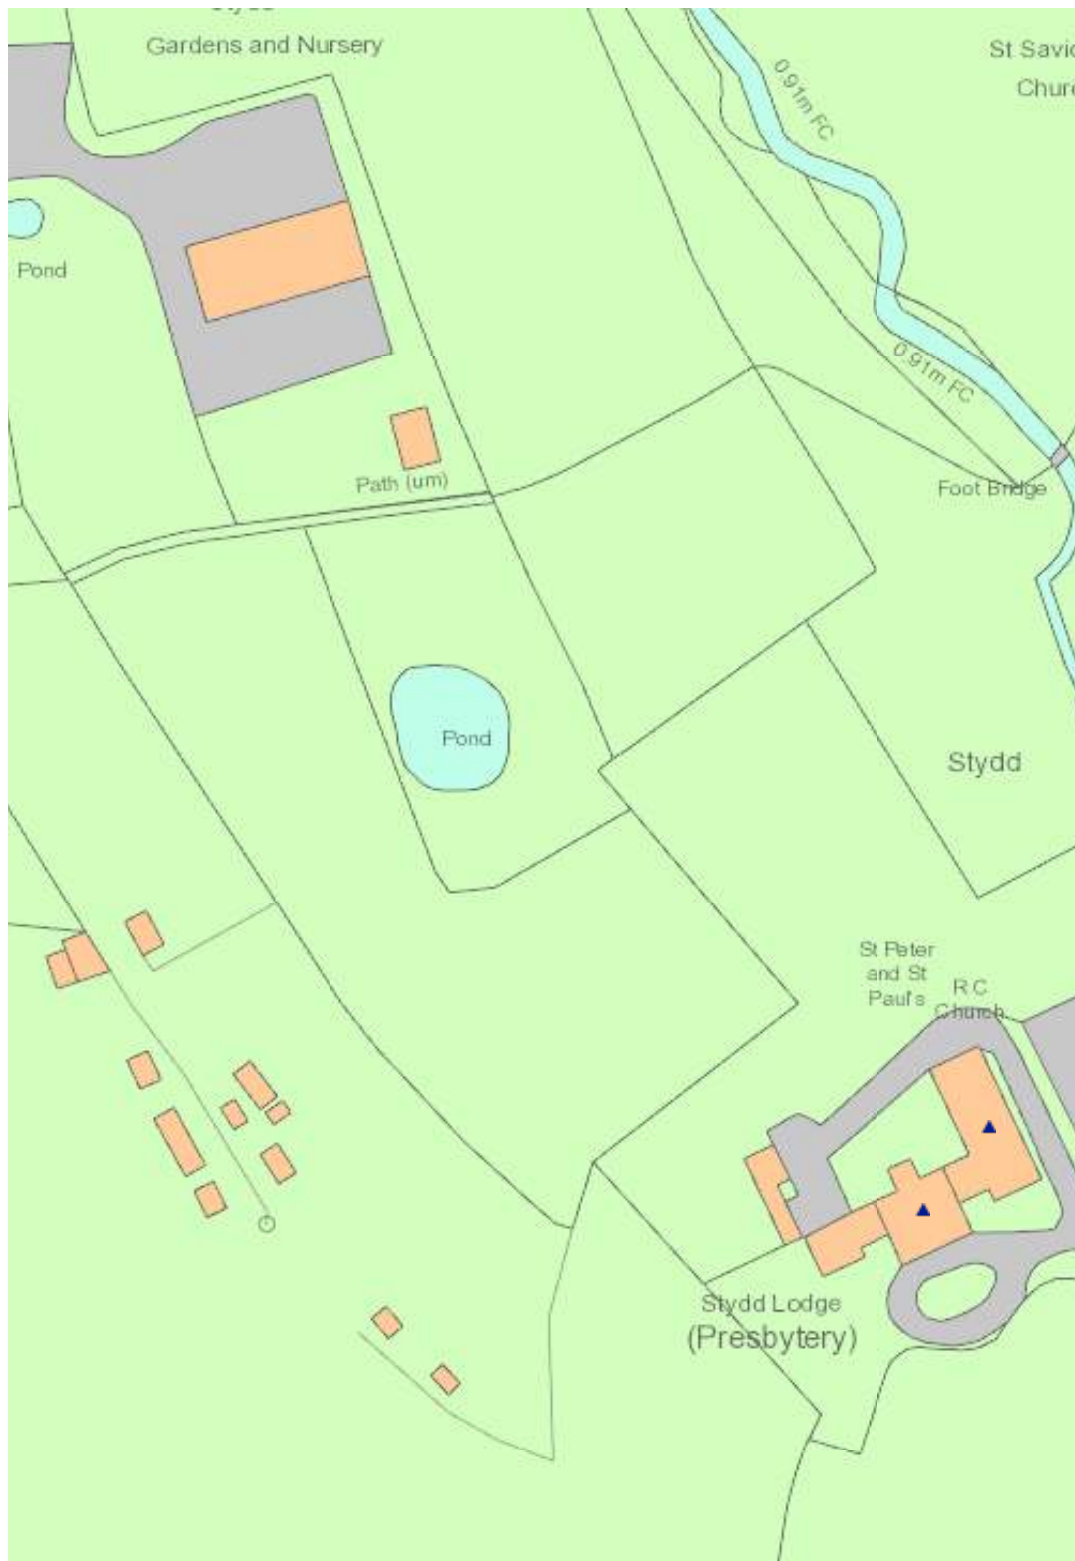 Gardens and Nursery
St Savio
Churc
0.91m FC
Pond
0.91m FC
Path (um)
Foot Bridge
Pond
Stydd
St Peter
and St
Paul's
R C
Church
Stydd Lodge
(Presbytery)